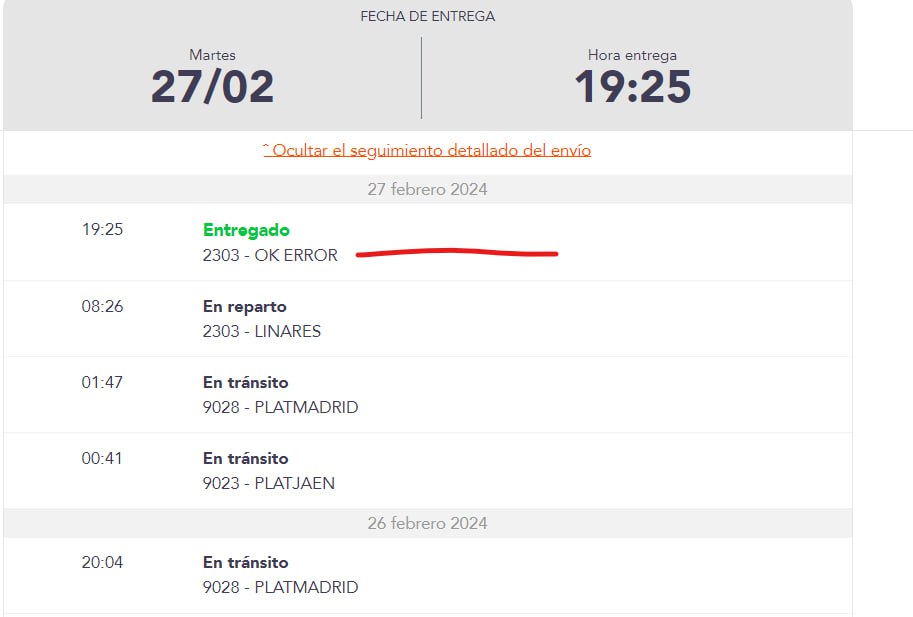 FECHA DE ENTREGA
Martes
27/02
Hora entrega
19:25
ˆ Ocultar el seguimiento detallado del envío
27 febrero 2024
19:25 Entregado
2303 - OK ERROR
08:26 En reparto
2303 - LINARES
01:47 En tránsito
9028 - PLATMADRID
00:41 En tránsito
9023 - PLATJAEN
26 febrero 2024
20:04 En tránsito
9028 - PLATMADRID